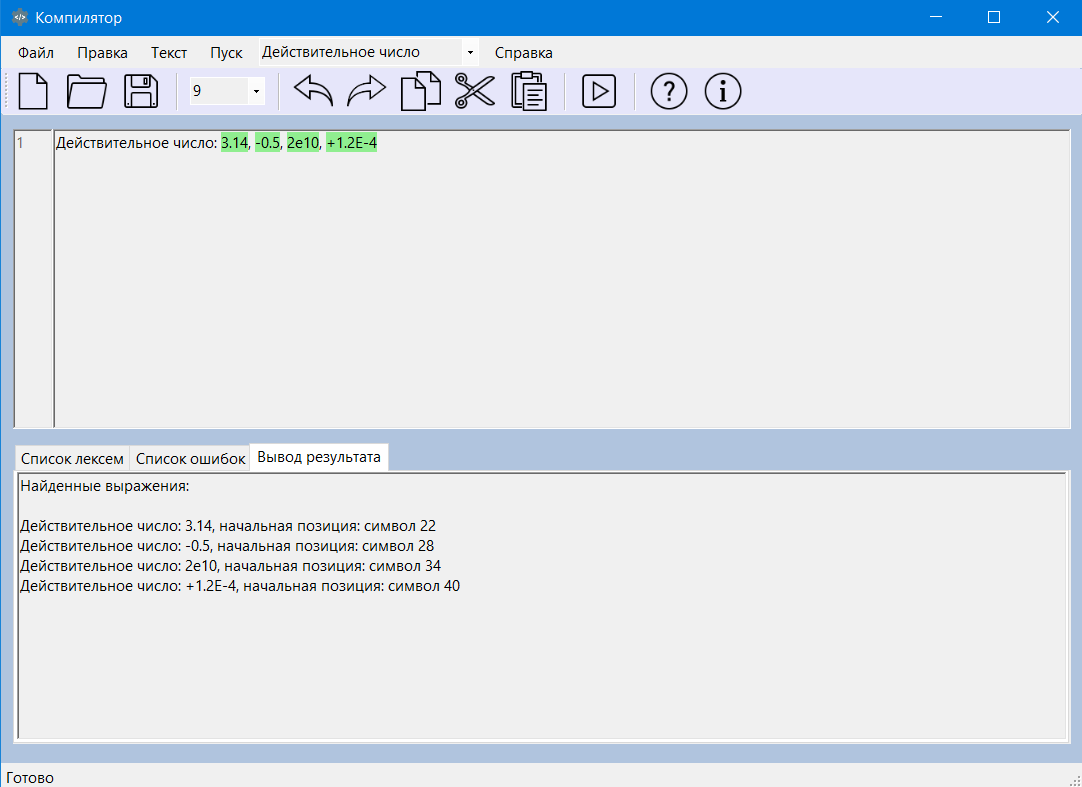 Компилятор
Файл Правка Текст Пуск Действительное число Справка
9
1 Действительное число: 3.14, -0.5, 2e10, +1.2E-4
Список лексем Список ошибок Вывод результата
Найденные выражения:
Действительное число: 3.14, начальная позиция: символ 22
Действительное число: -0.5, начальная позиция: символ 28
Действительное число: 2e10, начальная позиция: символ 34
Действительное число: +1.2E-4, начальная позиция: символ 40
Готово